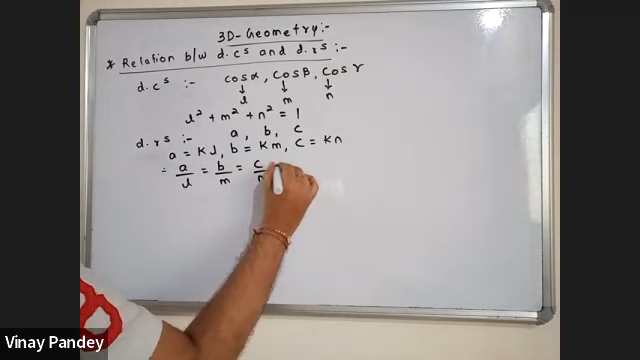 3D-Geometry:-
* Relation b/w d.cˢ and d.rs :-
d.cˢ :- cosα, cosβ, cosγ
↓ ↓ ↓
l m n
l² + m² + n² = 1
d.rs :- a, b, c
a = Kl, b = Km, c = Kn
= a/l = b/m = c/n
Vinay Pandey